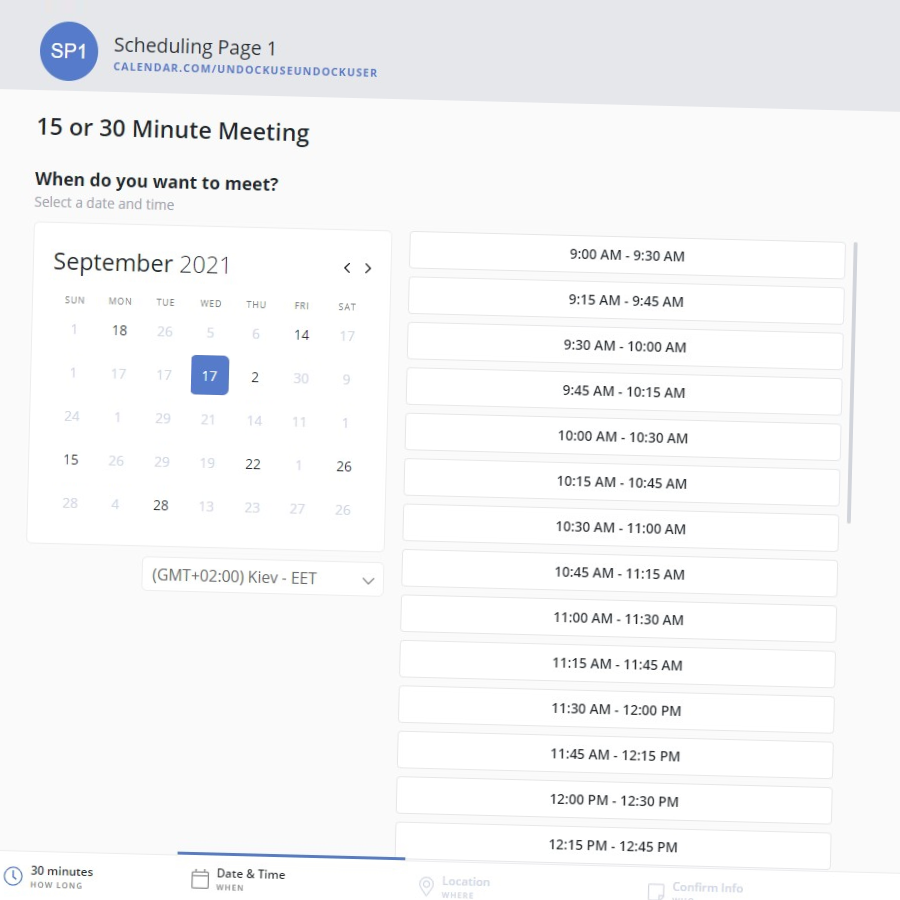 SP1
Scheduling Page 1
CALENDAR.COM/UNDOCKUSEUNDOCKUSER
15 or 30 Minute Meeting
When do you want to meet?
Select a date and time
September 2021
SUN MON TUE WED THU FRI SAT
1 18 26 5 6 14 17
1 17 17 17 2 30 9
24 1 29 21 14 11 1
15 26 29 19 22 1 26
28 4 28 13 23 27 26
(GMT+02:00) Kiev - EET
9:00 AM - 9:30 AM
9:15 AM - 9:45 AM
9:30 AM - 10:00 AM
9:45 AM - 10:15 AM
10:00 AM - 10:30 AM
10:15 AM - 10:45 AM
10:30 AM - 11:00 AM
10:45 AM - 11:15 AM
11:00 AM - 11:30 AM
11:15 AM - 11:45 AM
11:30 AM - 12:00 PM
11:45 AM - 12:15 PM
12:00 PM - 12:30 PM
12:15 PM - 12:45 PM
30 minutes
HOW LONG
Date & Time
WHEN
Location
WHERE
Confirm Info